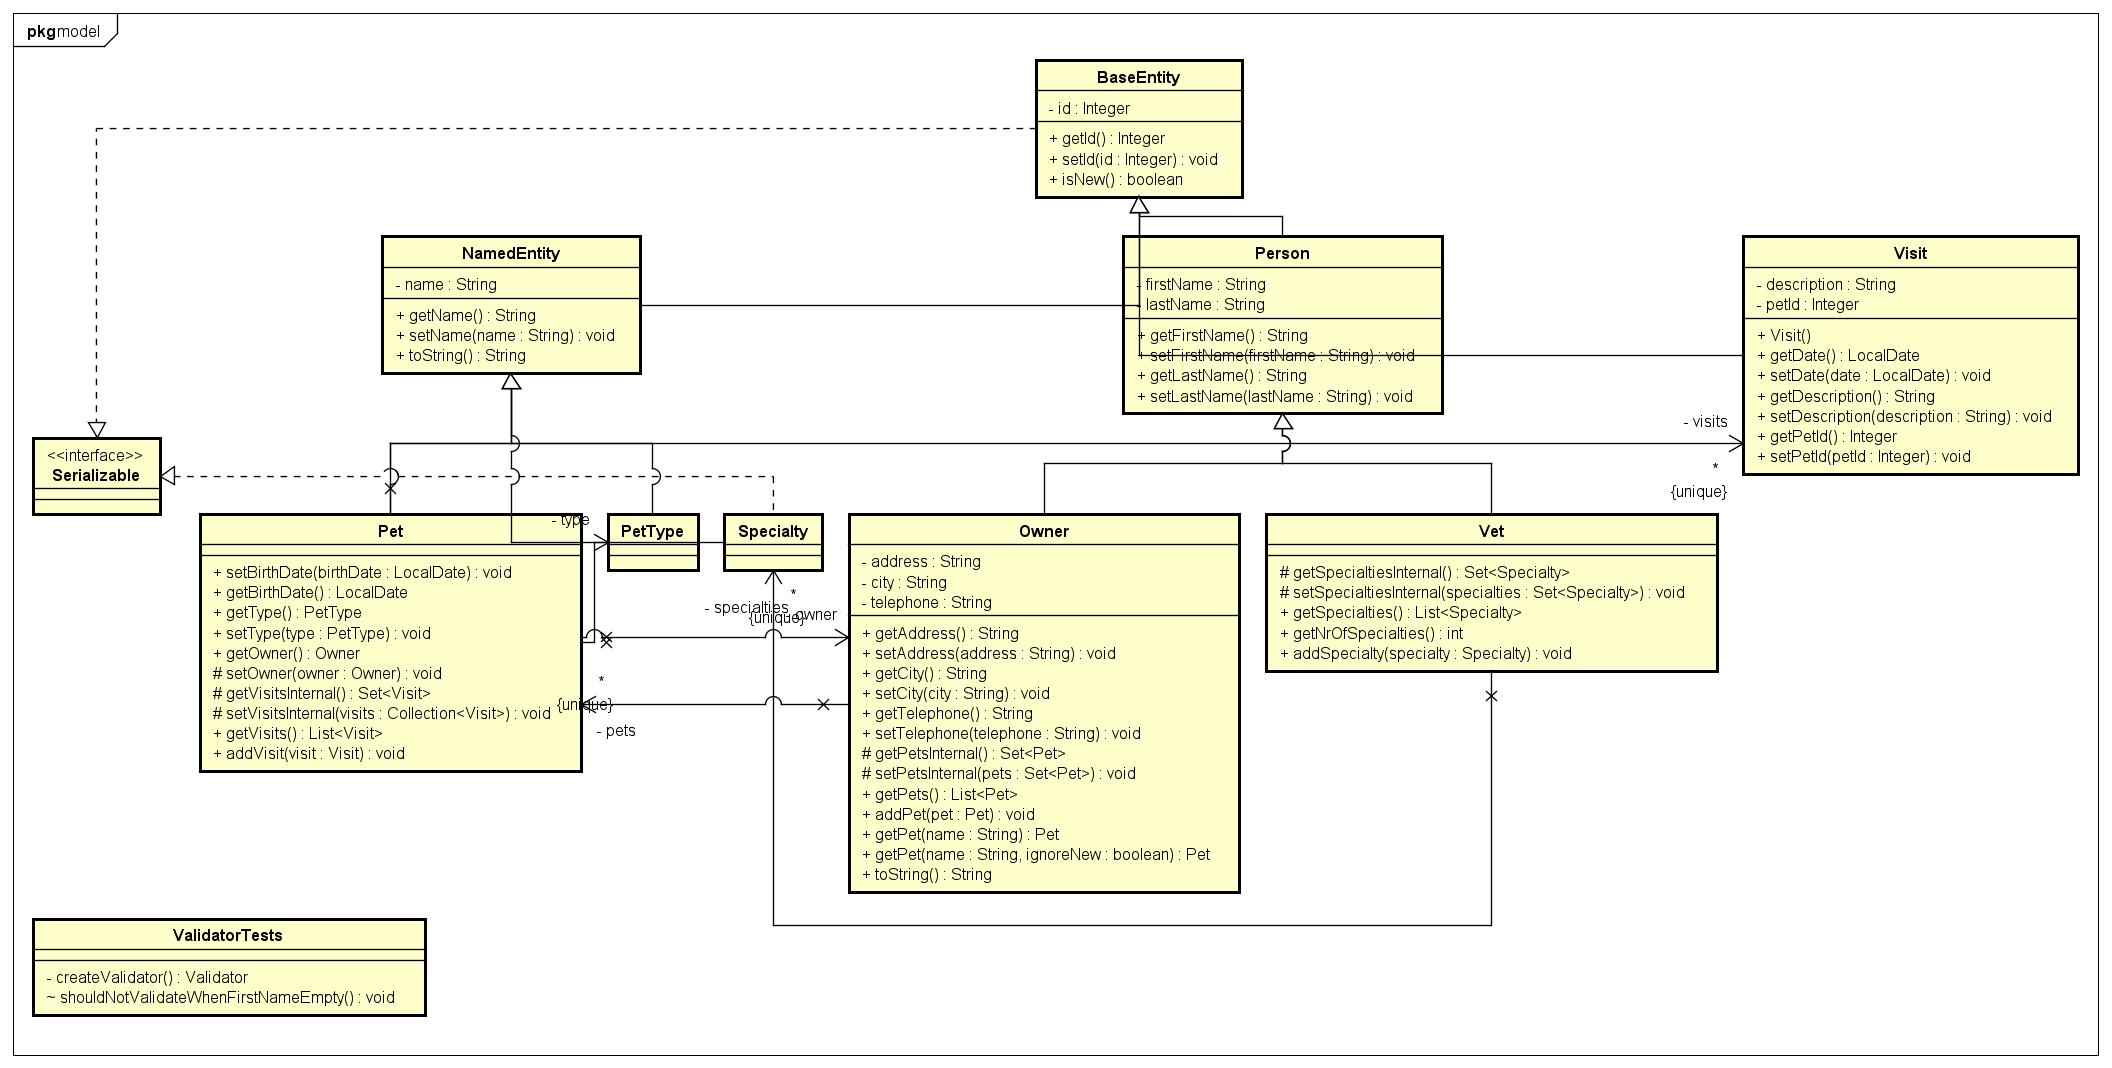 pkg model
BaseEntity
- id : Integer
+ getId() : Integer
+ setId(id : Integer) : void
+ isNew() : boolean
NamedEntity
- name : String
+ getName() : String
+ setName(name : String) : void
+ toString() : String
Person
- firstName : String
- lastName : String
+ getFirstName() : String
+ setFirstName(firstName : String) : void
+ getLastName() : String
+ setLastName(lastName : String) : void
Visit
- description : String
- petId : Integer
+ Visit()
+ getDate() : LocalDate
+ setDate(date : LocalDate) : void
+ getDescription() : String
+ setDescription(description : String) : void
+ getPetId() : Integer
+ setPetId(petId : Integer) : void
- visits
*
{unique}
<<interface>>
Serializable
Pet
+ setBirthDate(birthDate : LocalDate) : void
+ getBirthDate() : LocalDate
+ getType() : PetType
+ setType(type : PetType) : void
+ getOwner() : Owner
# setOwner(owner : Owner) : void
# getVisitsInternal() : Set<Visit>
# setVisitsInternal(visits : Collection<Visit>) : void
+ getVisits() : List<Visit>
+ addVisit(visit : Visit) : void
- type
PetType
Specialty
*
- specialties
{unique}
- owner
*
{unique}
- pets
Owner
- address : String
- city : String
- telephone : String
+ getAddress() : String
+ setAddress(address : String) : void
+ getCity() : String
+ setCity(city : String) : void
+ getTelephone() : String
+ setTelephone(telephone : String) : void
# getPetsInternal() : Set<Pet>
# setPetsInternal(pets : Set<Pet>) : void
+ getPets() : List<Pet>
+ addPet(pet : Pet) : void
+ getPet(name : String) : Pet
+ getPet(name : String, ignoreNew : boolean) : Pet
+ toString() : String
Vet
# getSpecialtiesInternal() : Set<Specialty>
# setSpecialtiesInternal(specialties : Set<Specialty>) : void
+ getSpecialties() : List<Specialty>
+ getNrOfSpecialties() : int
+ addSpecialty(specialty : Specialty) : void
ValidatorTests
- createValidator() : Validator
~ shouldNotValidateWhenFirstNameEmpty() : void